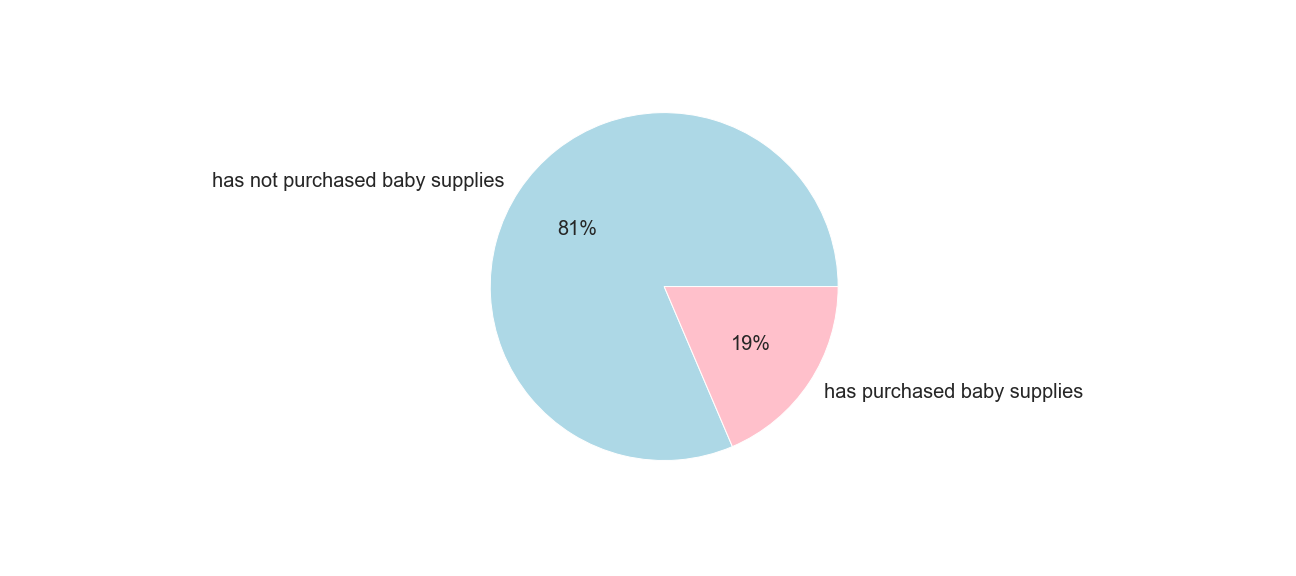 has not purchased baby supplies
81%
19%
has purchased baby supplies